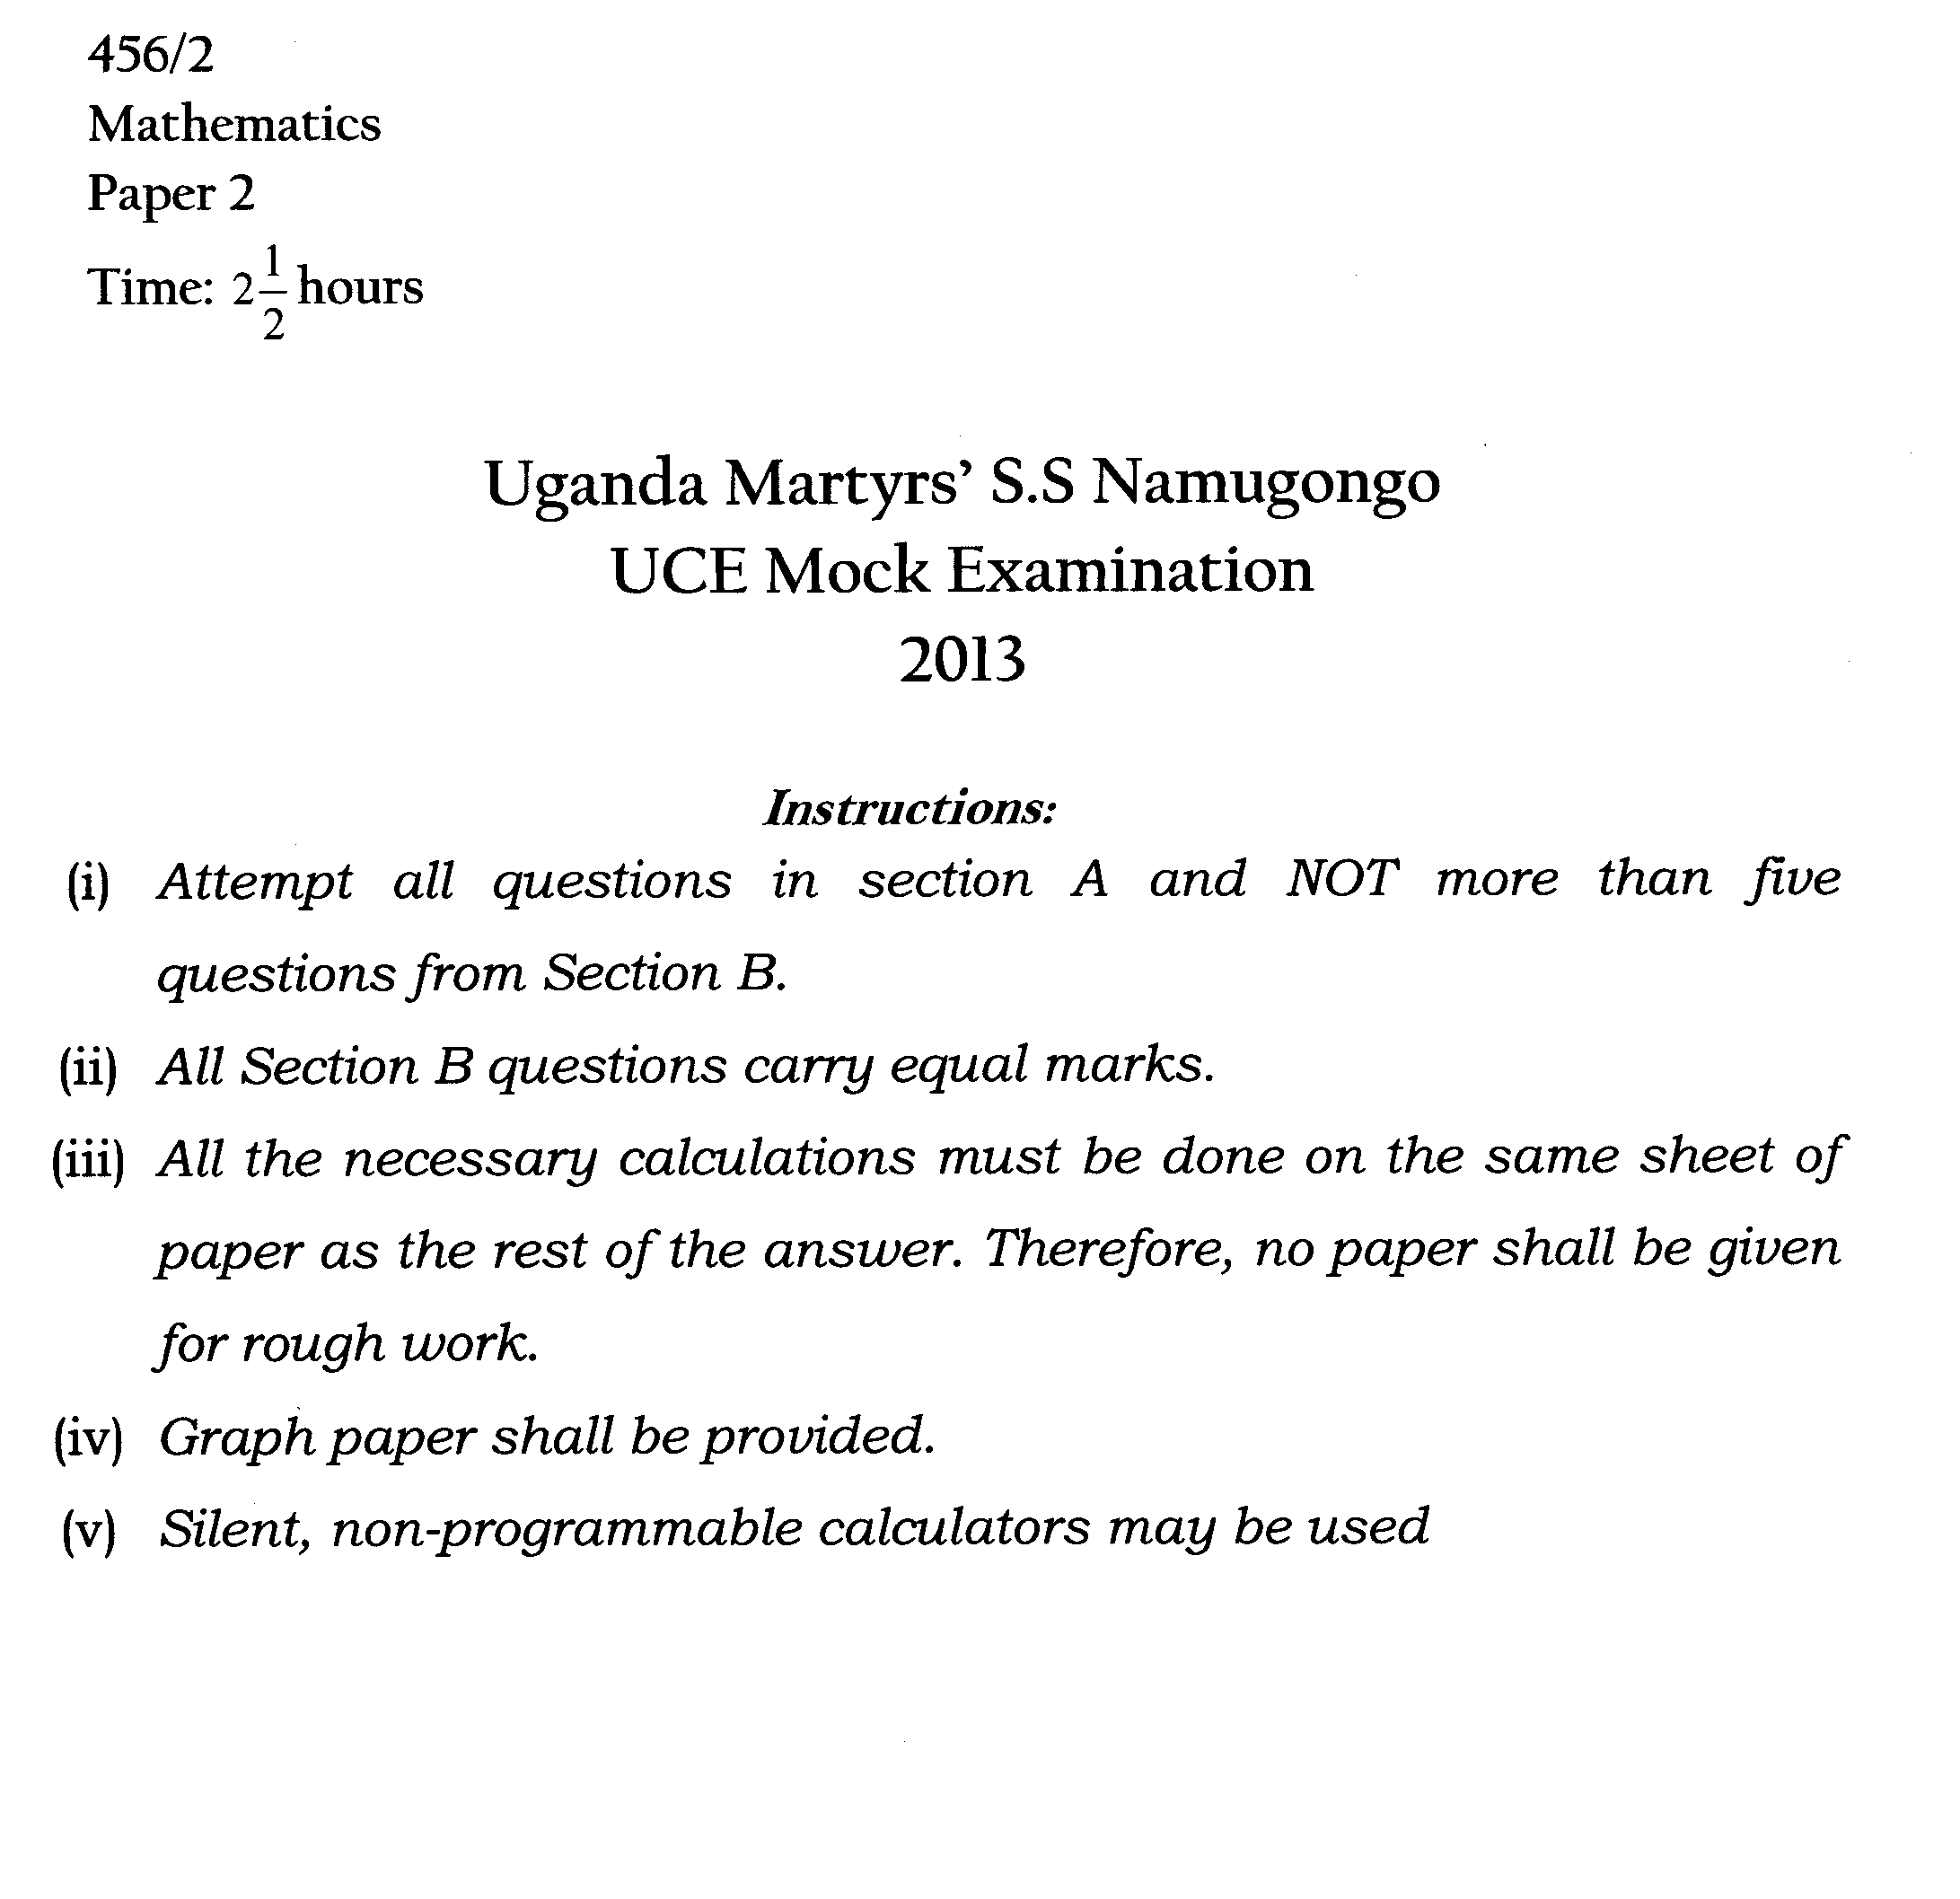 456/2
Mathematics
Paper 2
Time: 2 1/2 hours
Uganda Martyrs’ S.S Namugongo
UCE Mock Examination
2013
Instructions:
(i) Attempt all questions in section A and NOT more than five
questions from Section B.
(ii) All Section B questions carry equal marks.
(iii) All the necessary calculations must be done on the same sheet of
paper as the rest of the answer. Therefore, no paper shall be given
for rough work.
(iv) Graph paper shall be provided.
(v) Silent, non-programmable calculators may be used